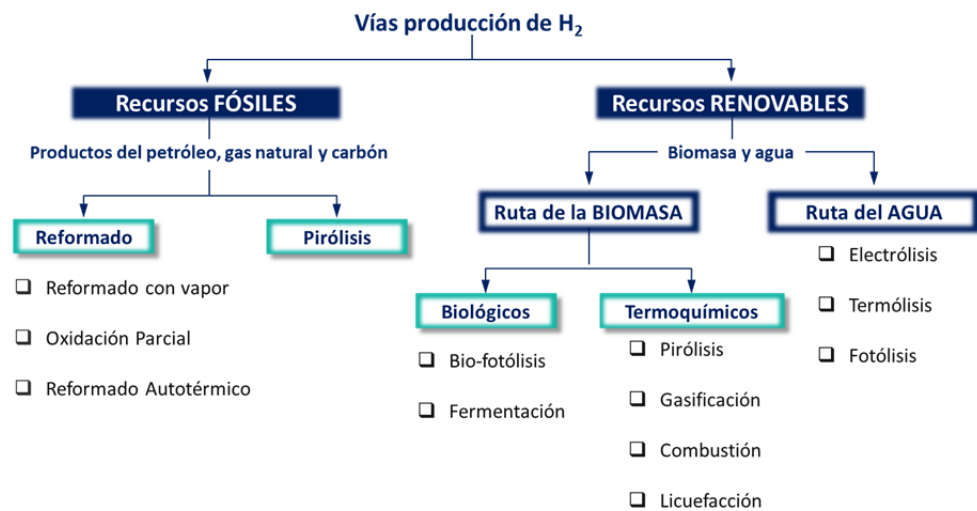 Vías producción de H₂
Recursos FÓSILES
Recursos RENOVABLES
Productos del petróleo, gas natural y carbón
Biomasa y agua
Reformado
Pirólisis
Ruta de la BIOMASA
Ruta del AGUA
❑ Reformado con vapor
❑ Oxidación Parcial
❑ Reformado Autotérmico
Biológicos
❑ Bio-fotólisis
❑ Fermentación
Termoquímicos
❑ Pirólisis
❑ Gasificación
❑ Combustión
❑ Licuefacción
❑ Electrólisis
❑ Termólisis
❑ Fotólisis